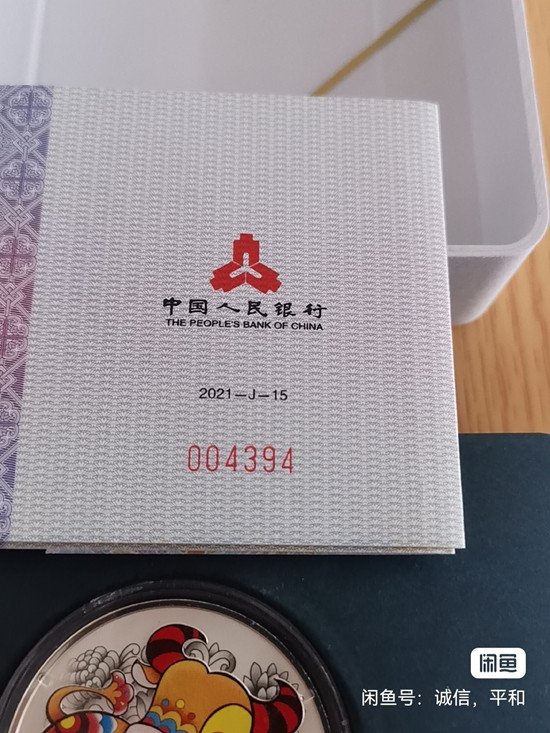 中国人民银行
THE PEOPLE'S BANK OF CHINA
2021—J—15
004394
闲鱼
闲鱼号：诚信，平和